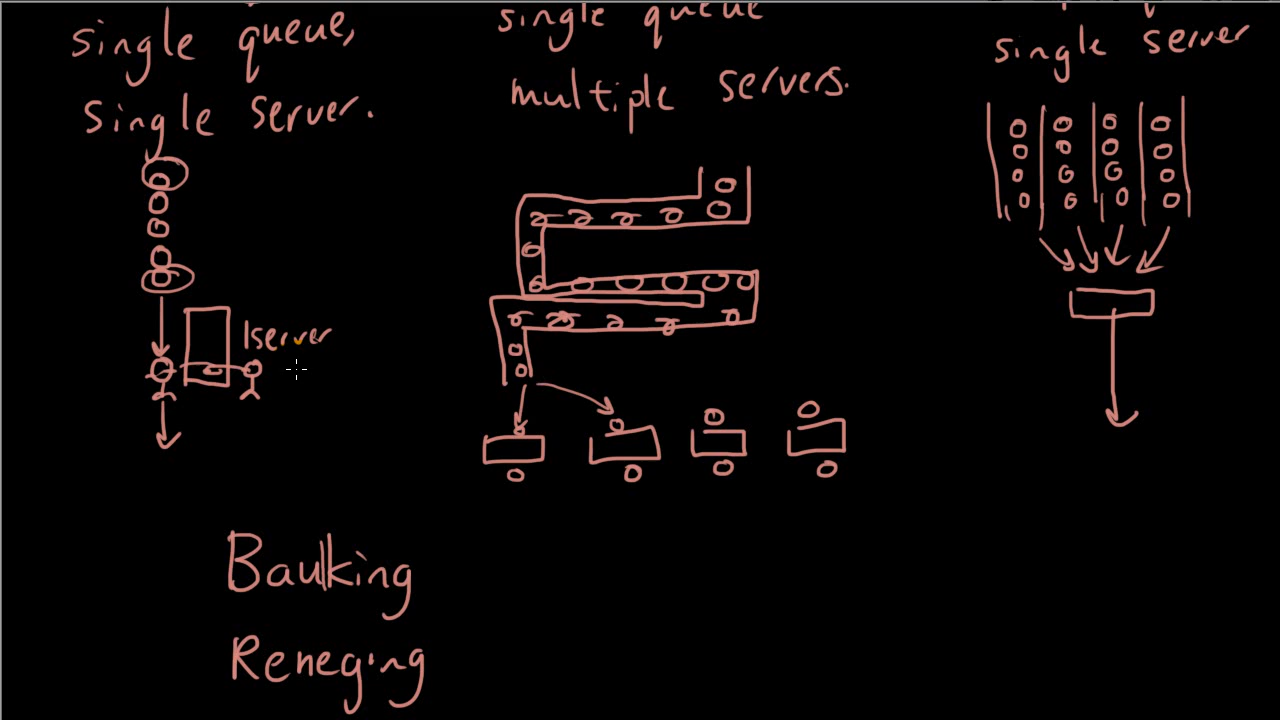 single queue,
single server.
single queue
multiple servers.
single server
1server
Baulking
Reneging